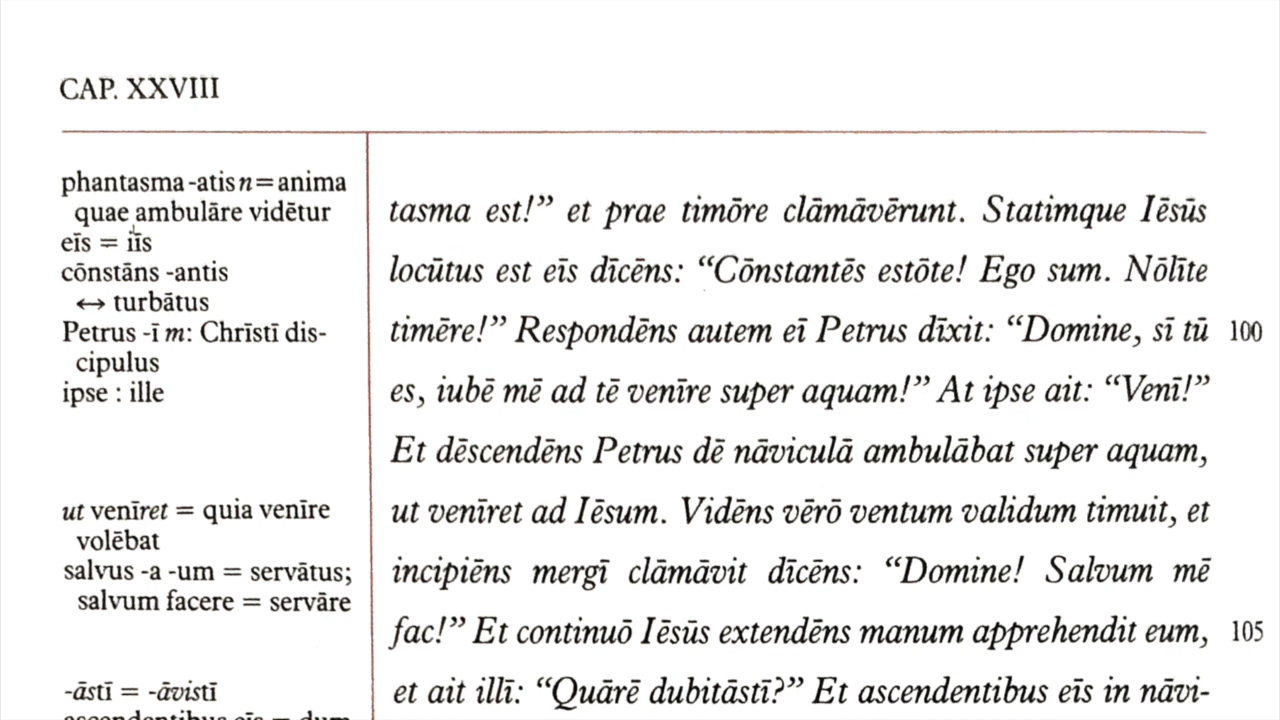 CAP. XXVIII
phantasma -atis n = anima
quae ambulāre vidētur
eīs = iīs
cōnstāns -antis
↔ turbātus
Petrus -ī m: Chrīstī dis-
cipulus
ipse : ille
ut venīret = quia venīre
volēbat
salvus -a -um = servātus;
salvum facere = servāre
-āstī = -āvistī
ascendentibus eīs = dum
tasma est!” et prae timōre clāmāvērunt. Statimque Iēsūs
locūtus est eīs dīcēns: “Cōnstantēs estōte! Ego sum. Nōlīte
timēre!” Respondēns autem eī Petrus dīxit: “Domine, sī tū 100
es, iubē mē ad tē venīre super aquam!” At ipse ait: “Venī!”
Et dēscendēns Petrus dē nāviculā ambulābat super aquam,
ut venīret ad Iēsum. Vidēns vērō ventum validum timuit, et
incipiēns mergī clāmāvit dīcēns: “Domine! Salvum mē
fac!” Et continuō Iēsūs extendēns manum apprehendit eum, 105
et ait illī: “Quārē dubitāstī?” Et ascendentibus eīs in nāvi-